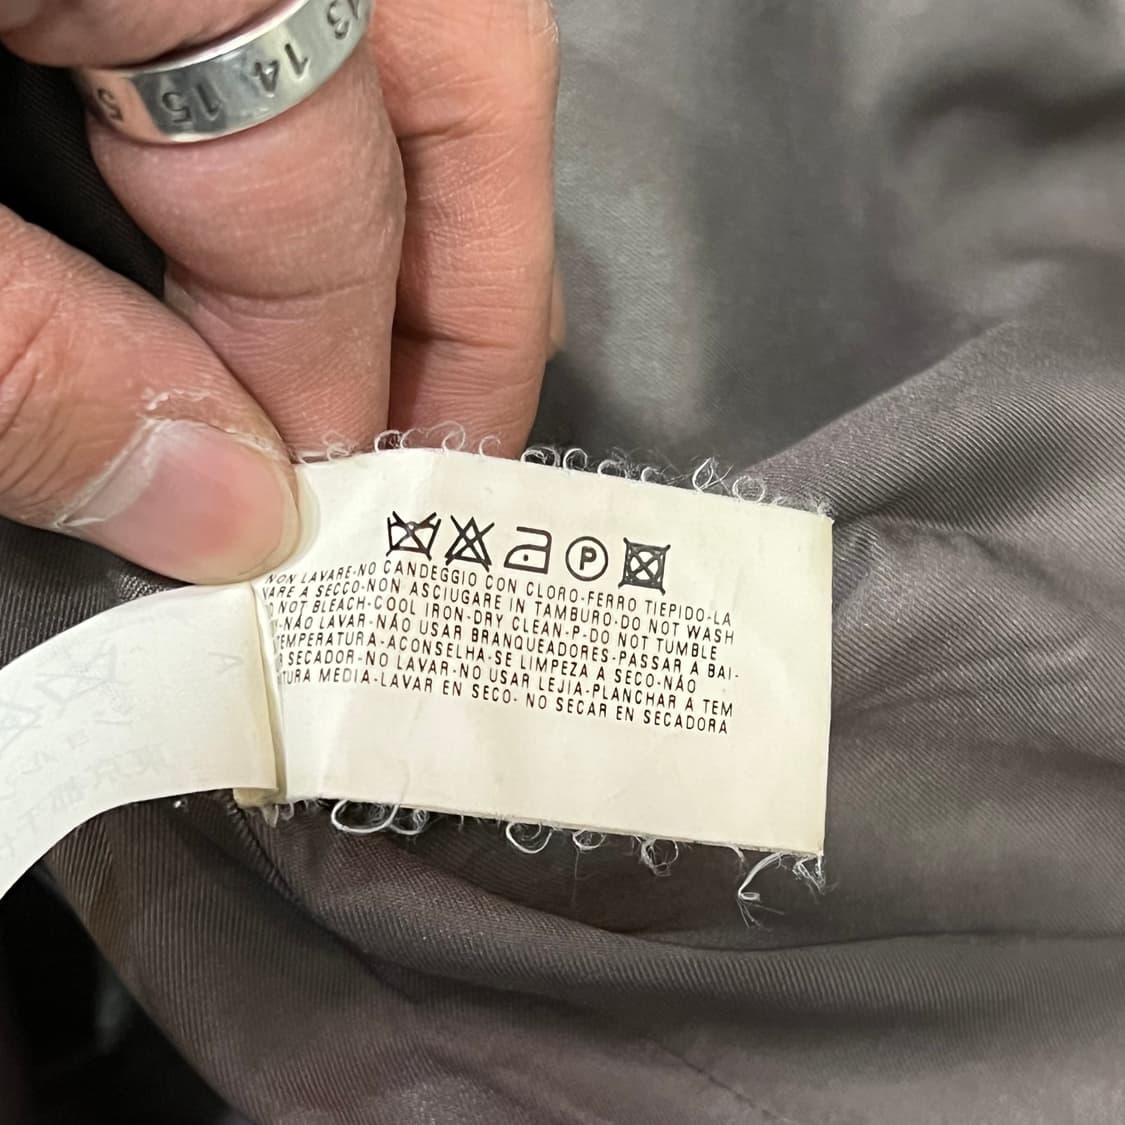 13 14 15
P
NON LAVARE-NO CANDEGGIO CON CLORO-FERRO TIEPIDO-LA
VARE A SECCO-NON ASCIUGARE IN TAMBURO-DO NOT WASH
DO NOT BLEACH-COOL IRON-DRY CLEAN-P-DO NOT TUMBLE
-NÃO LAVAR-NÃO USAR BRANQUEADORES-PASSAR A BAI-
TEMPERATURA-ACONSELHA-SE LIMPEZA A SECO-NÃO
SECADOR-NO LAVAR-NO USAR LEJIA-PLANCHAR A TEM
TURA MEDIA-LAVAR EN SECO- NO SECAR EN SECADORA